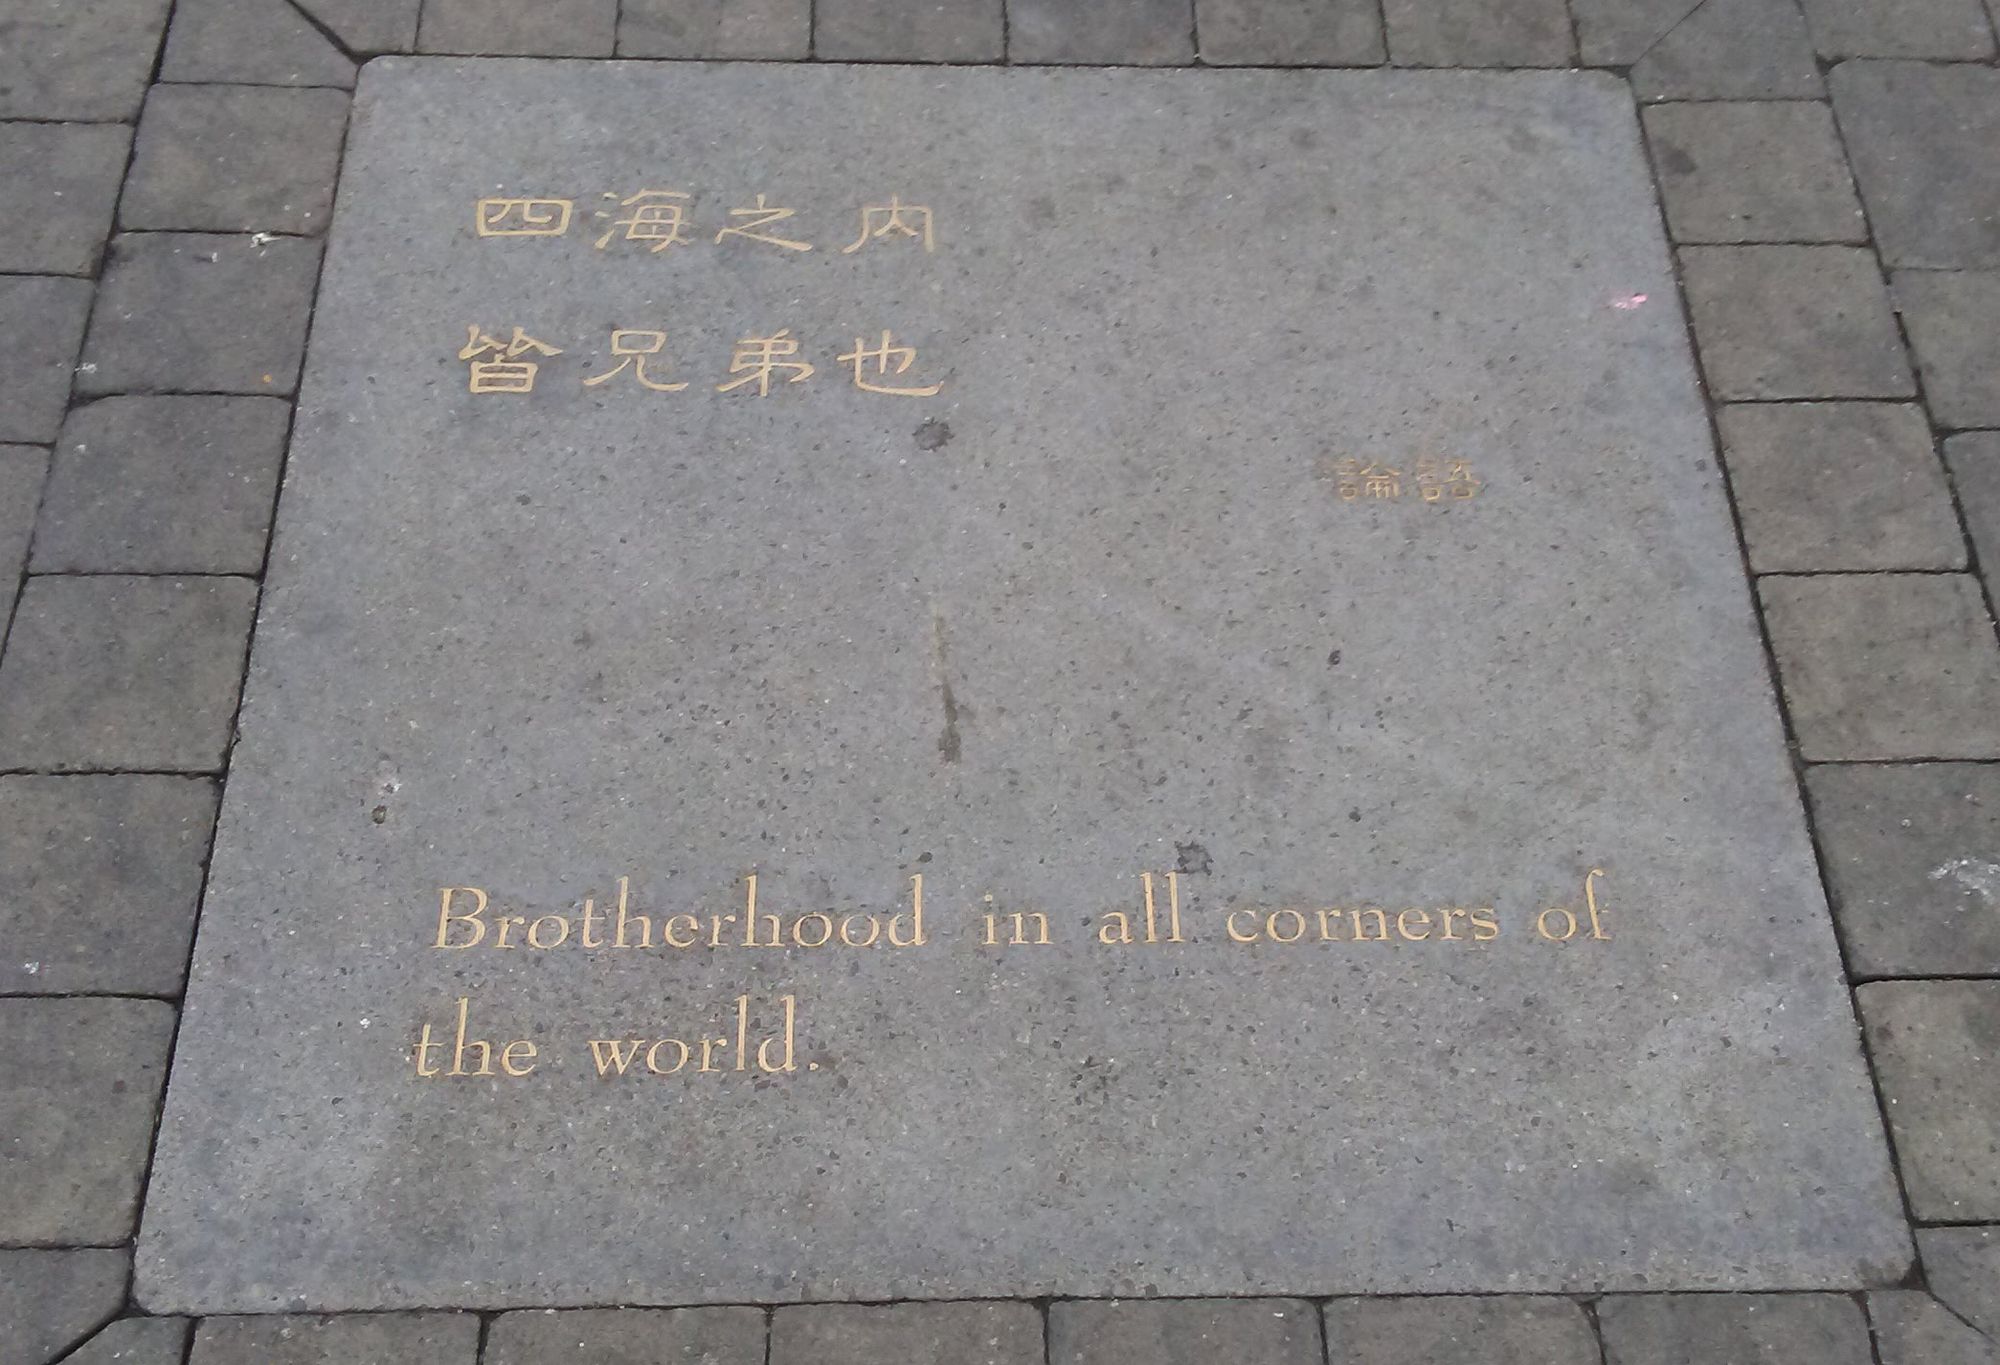 四海之内
皆兄弟也
論語
Brotherhood in all corners of
the world.